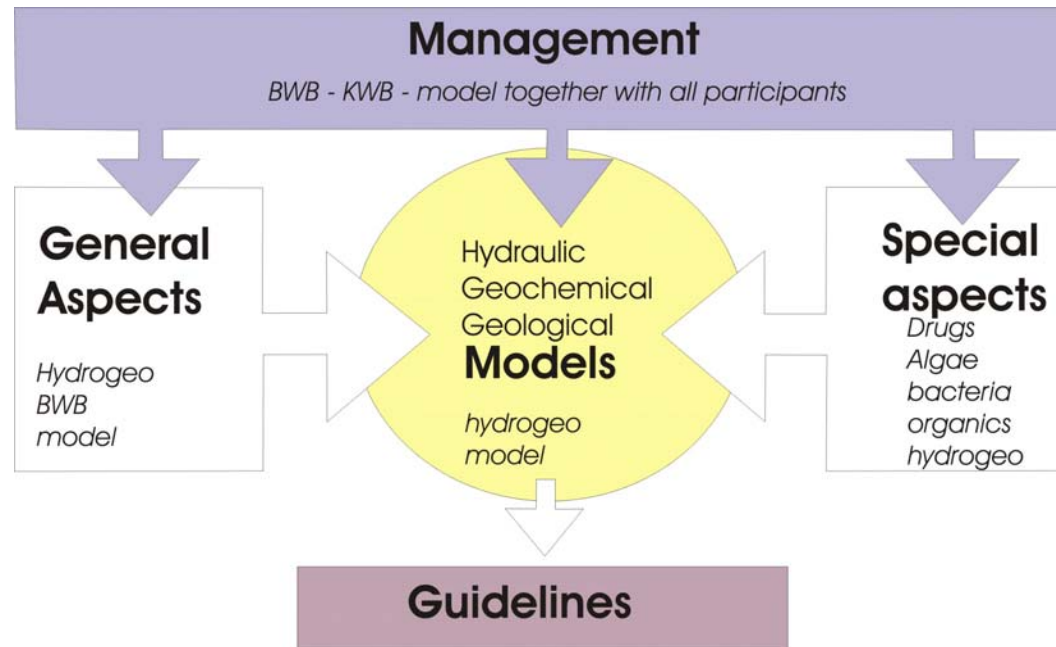 Management
BWB - KWB - model together with all participants
General
Aspects
Hydrogeo
BWB
model
Hydraulic
Geochemical
Geological
Models
hydrogeo
model
Special
aspects
Drugs
Algae
bacteria
organics
hydrogeo
Guidelines